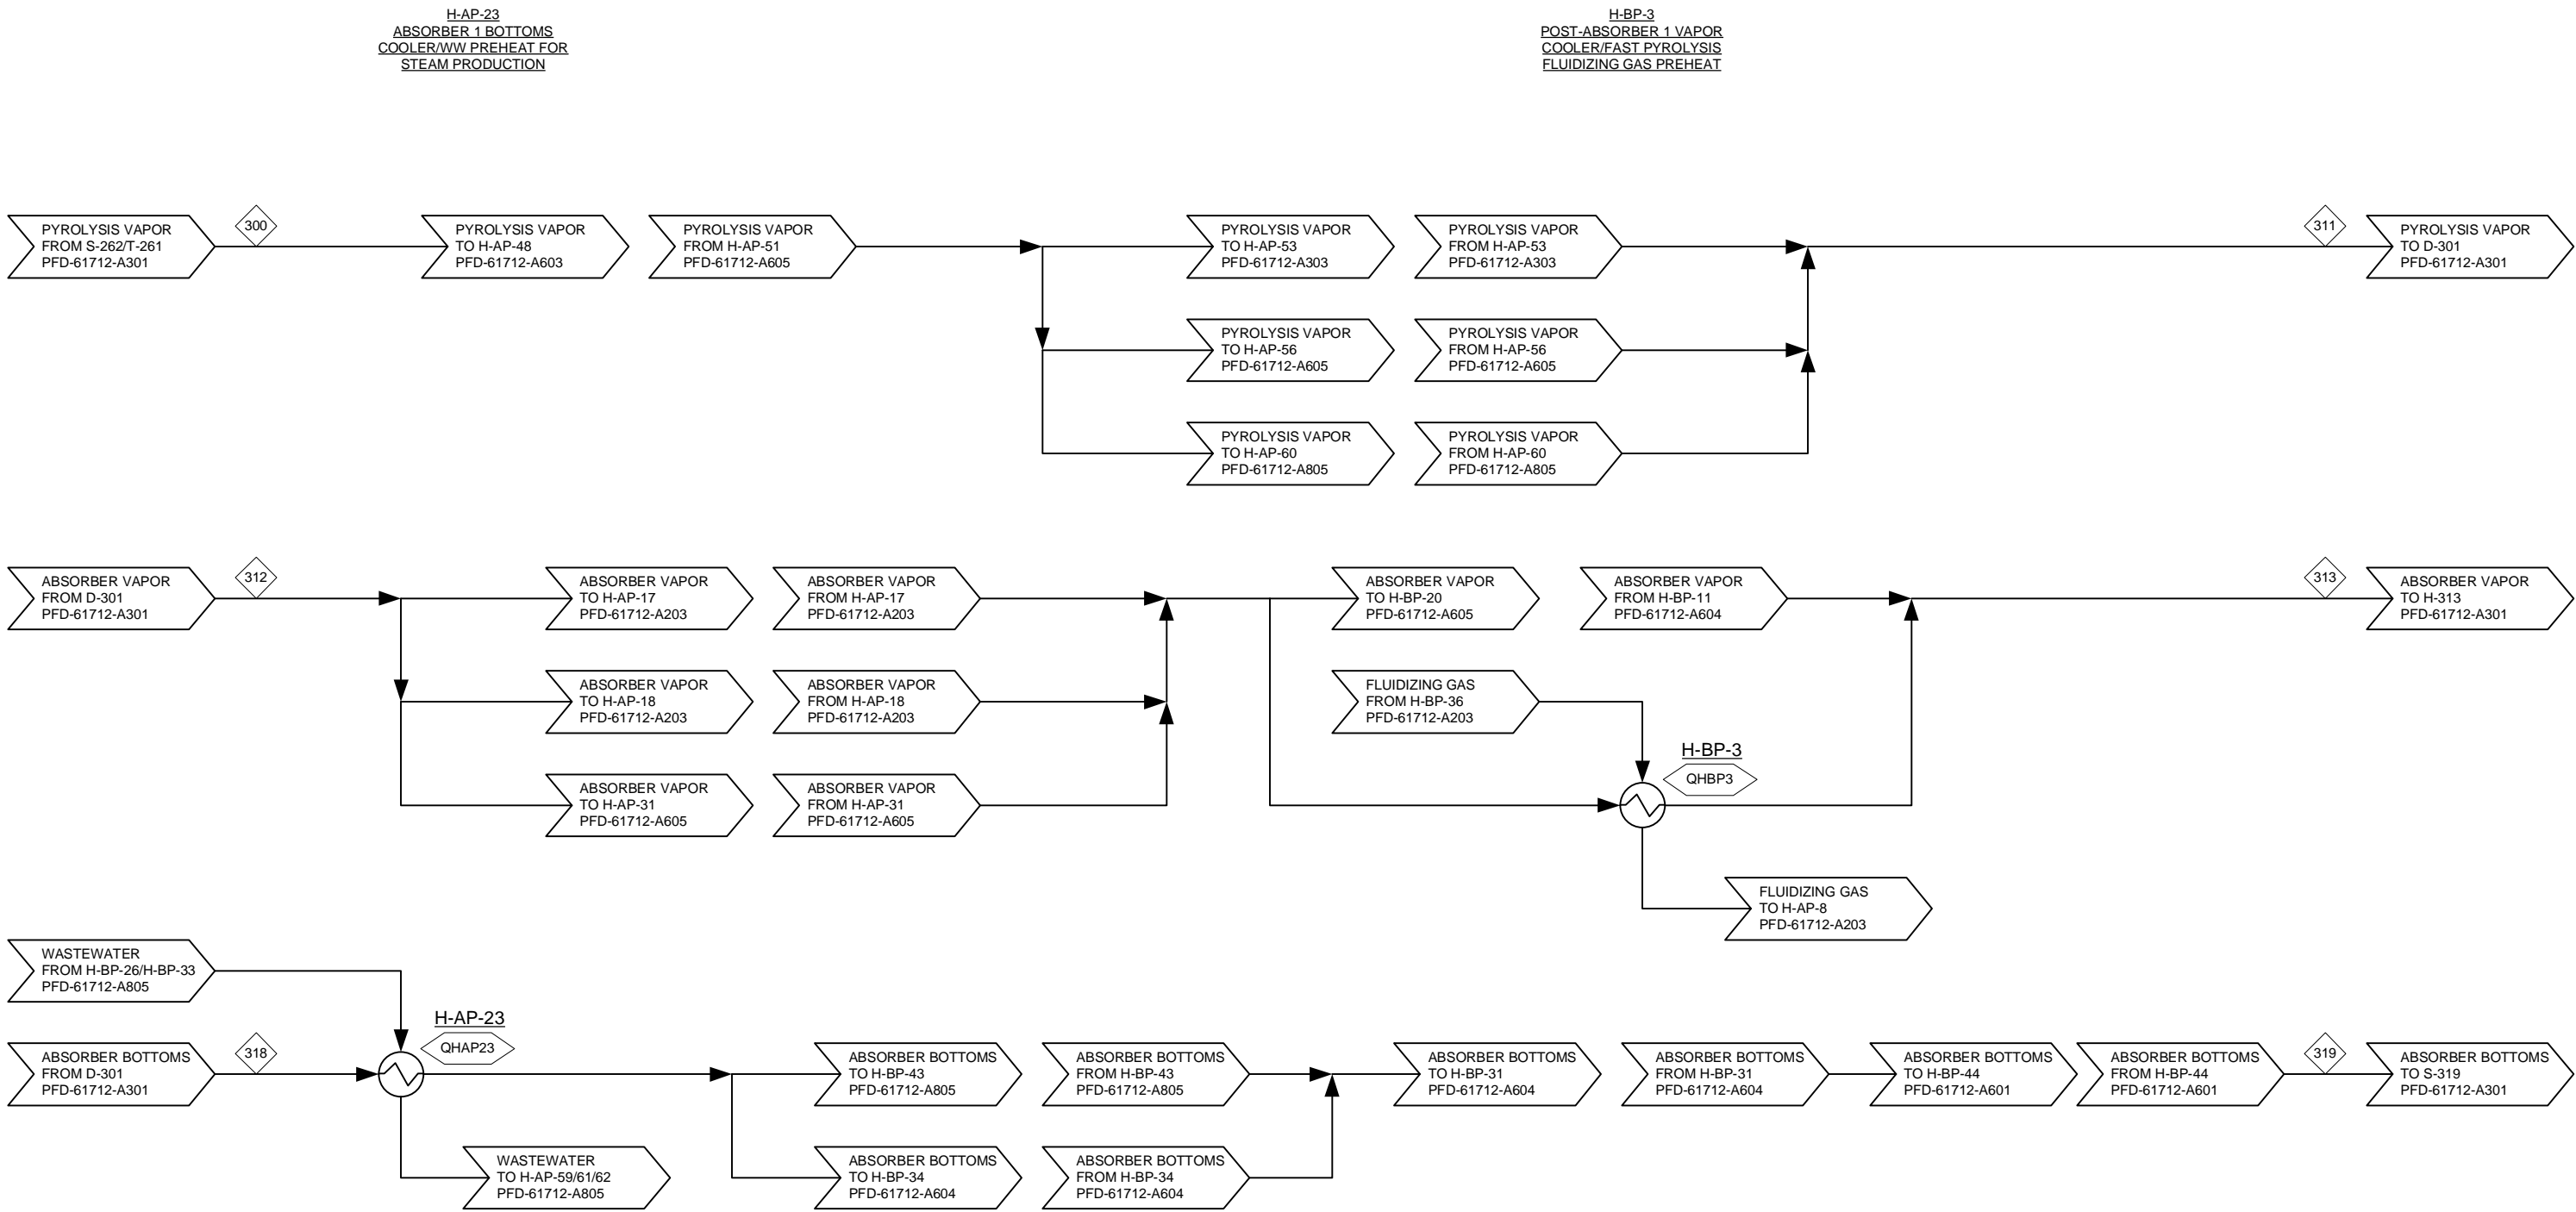 H-AP-23
ABSORBER 1 BOTTOMS
COOLER/WW PREHEAT FOR
STEAM PRODUCTION
H-BP-3
POST-ABSORBER 1 VAPOR
COOLER/FAST PYROLYSIS
FLUIDIZING GAS PREHEAT
PYROLYSIS VAPOR
FROM S-262/T-261
PFD-61712-A301
300
PYROLYSIS VAPOR
TO H-AP-48
PFD-61712-A603
PYROLYSIS VAPOR
FROM H-AP-51
PFD-61712-A605
PYROLYSIS VAPOR
TO H-AP-53
PFD-61712-A303
PYROLYSIS VAPOR
FROM H-AP-53
PFD-61712-A303
311
PYROLYSIS VAPOR
TO D-301
PFD-61712-A301
PYROLYSIS VAPOR
TO H-AP-56
PFD-61712-A605
PYROLYSIS VAPOR
FROM H-AP-56
PFD-61712-A605
PYROLYSIS VAPOR
TO H-AP-60
PFD-61712-A805
PYROLYSIS VAPOR
FROM H-AP-60
PFD-61712-A805
ABSORBER VAPOR
FROM D-301
PFD-61712-A301
312
ABSORBER VAPOR
TO H-AP-17
PFD-61712-A203
ABSORBER VAPOR
FROM H-AP-17
PFD-61712-A203
ABSORBER VAPOR
TO H-BP-20
PFD-61712-A605
ABSORBER VAPOR
FROM H-BP-11
PFD-61712-A604
313
ABSORBER VAPOR
TO H-313
PFD-61712-A301
ABSORBER VAPOR
TO H-AP-18
PFD-61712-A203
ABSORBER VAPOR
FROM H-AP-18
PFD-61712-A203
FLUIDIZING GAS
FROM H-BP-36
PFD-61712-A203
H-BP-3
QHBP3
ABSORBER VAPOR
TO H-AP-31
PFD-61712-A605
ABSORBER VAPOR
FROM H-AP-31
PFD-61712-A605
FLUIDIZING GAS
TO H-AP-8
PFD-61712-A203
WASTEWATER
FROM H-BP-26/H-BP-33
PFD-61712-A805
H-AP-23
QHAP23
ABSORBER BOTTOMS
FROM D-301
PFD-61712-A301
318
ABSORBER BOTTOMS
TO H-BP-43
PFD-61712-A805
ABSORBER BOTTOMS
FROM H-BP-43
PFD-61712-A805
ABSORBER BOTTOMS
TO H-BP-31
PFD-61712-A604
ABSORBER BOTTOMS
FROM H-BP-31
PFD-61712-A604
ABSORBER BOTTOMS
TO H-BP-44
PFD-61712-A601
ABSORBER BOTTOMS
FROM H-BP-44
PFD-61712-A601
319
ABSORBER BOTTOMS
TO S-319
PFD-61712-A301
WASTEWATER
TO H-AP-59/61/62
PFD-61712-A805
ABSORBER BOTTOMS
TO H-BP-34
PFD-61712-A604
ABSORBER BOTTOMS
FROM H-BP-34
PFD-61712-A604